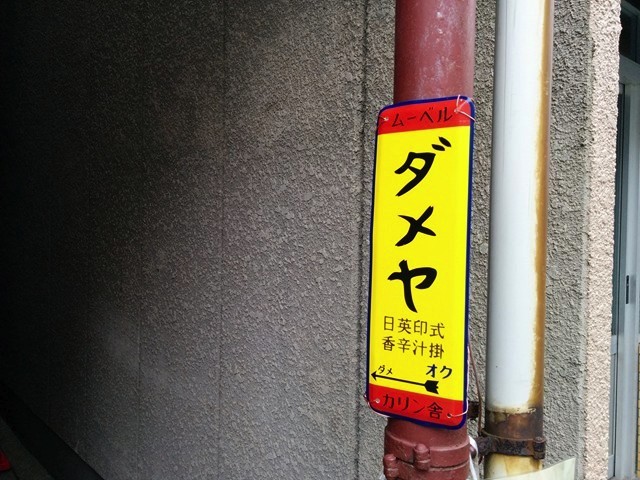 ムーベル
ダメヤ
日英印式
香辛汁掛
ダメ オク
カリン舎